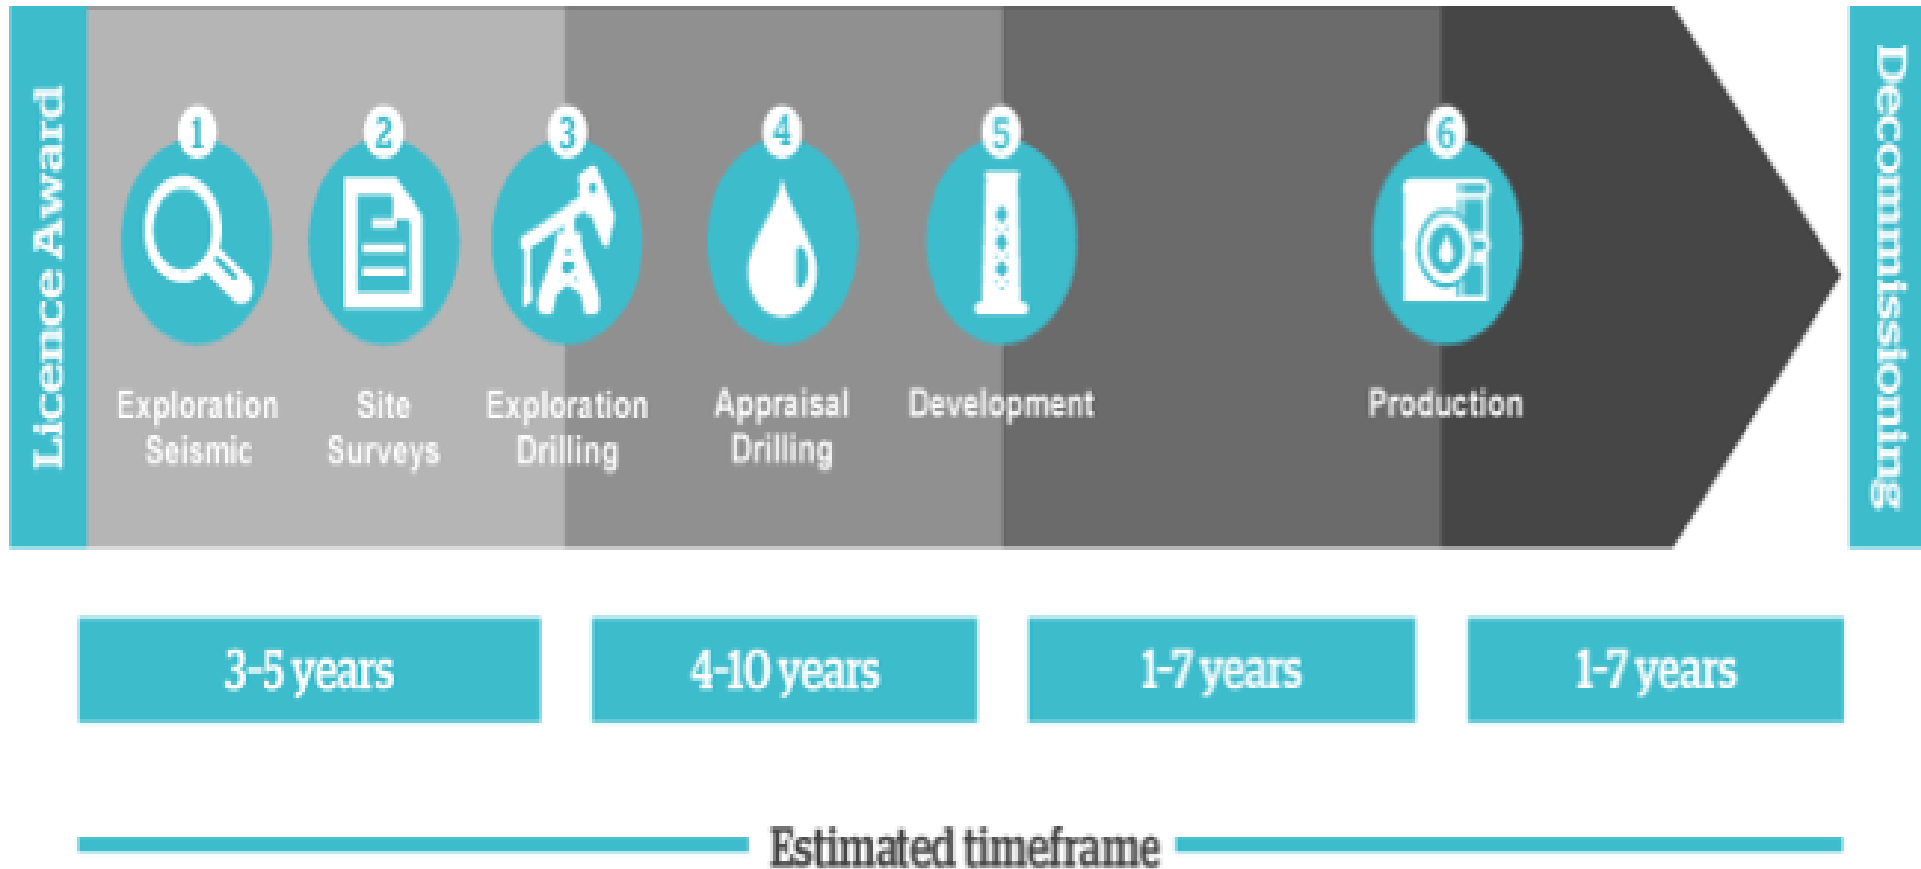 Licence Award
1
2
3
4
5
6
Exploration
Seismic
Site
Surveys
Exploration
Drilling
Appraisal
Drilling
Development
Production
Decommissioning
3-5 years
4-10 years
1-7 years
1-7 years
Estimated timeframe